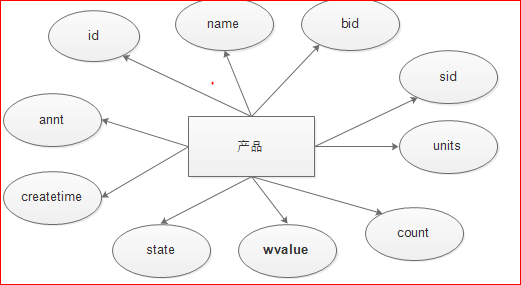 name
bid
id
sid
annt
产品
units
createtime
count
state
wvalue